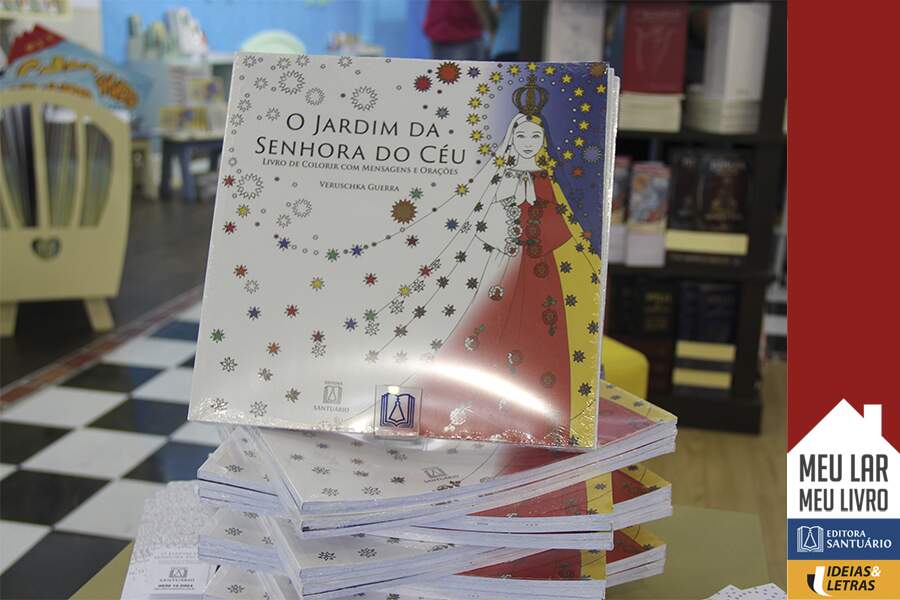 O Jardim da
Senhora do Céu
Livro de Colorir com Mensagens e Orações
Veruschka Guerra
EDITORA
SANTUÁRIO
MEU LAR
MEU LIVRO
EDITORA
SANTUÁRIO
IDEIAS&
LETRAS